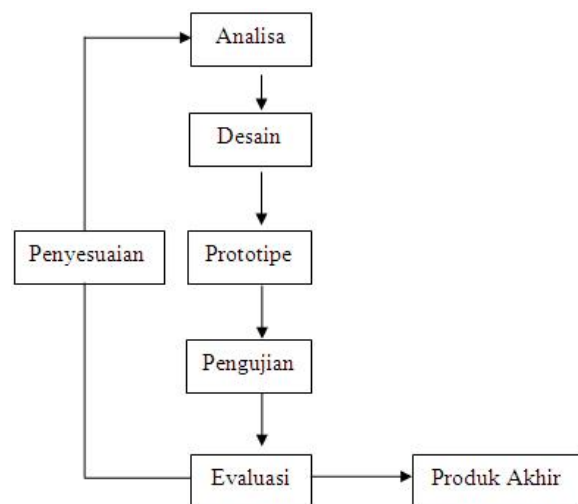 Analisa
Desain
Penyesuaian
Prototipe
Pengujian
Evaluasi
Produk Akhir